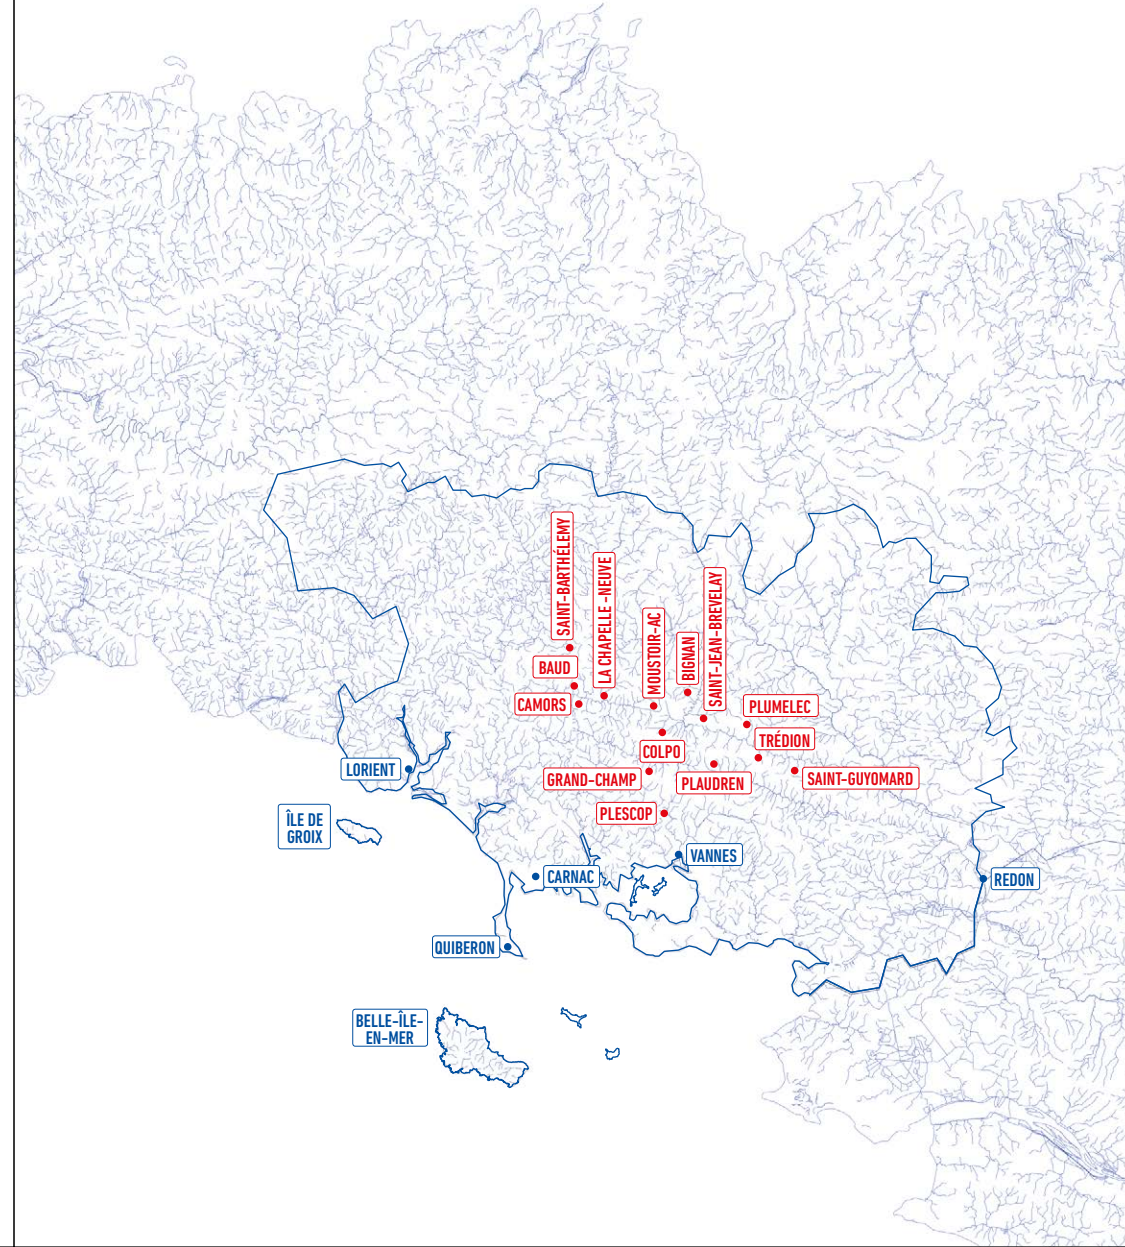 SAINT-BARTHÉLEMY
LA CHAPELLE -NEUVE
SAINT-JEAN-BREVELAY
MOUSTOIR-AC
BIGNAN
BAUD
CAMORS
PLUMELEC
TRÉDION
COLPO
LORIENT
GRAND-CHAMP
PLAUDREN
SAINT-GUYOMARD
ÎLE DE
GROIX
PLESCOP
VANNES
CARNAC
REDON
QUIBERON
BELLE-ÎLE-
EN-MER